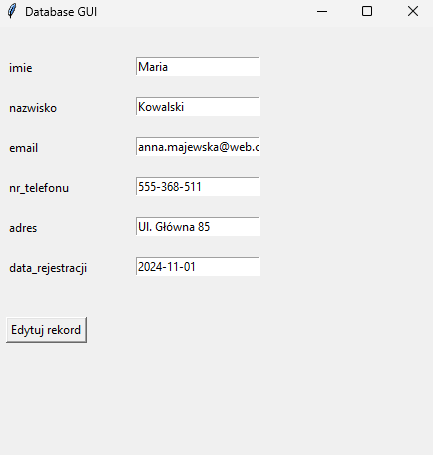 Database GUI
imie Maria
nazwisko Kowalski
email anna.majewska@web.c
nr_telefonu 555-368-511
adres Ul. Główna 85
data_rejestracji 2024-11-01
Edytuj rekord